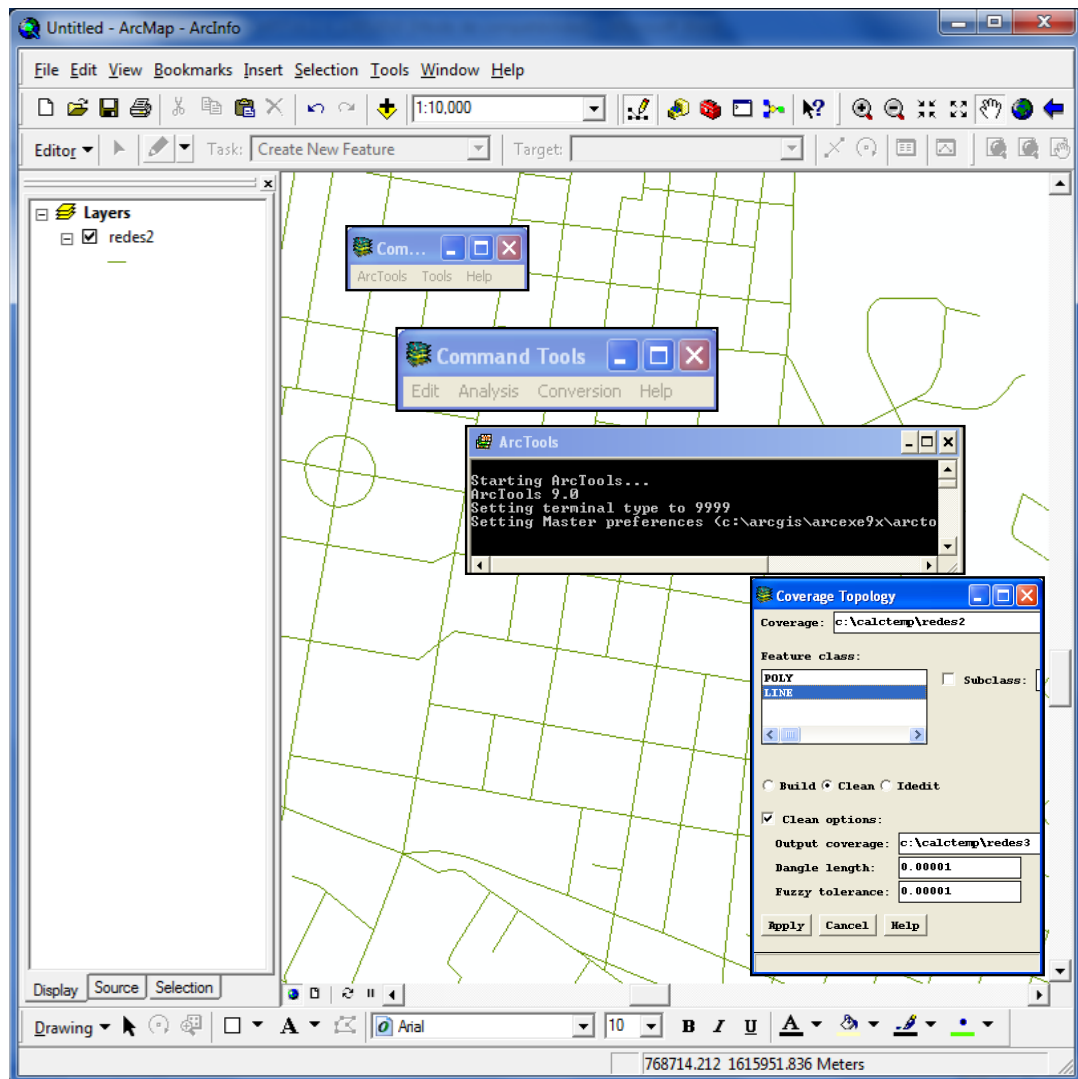 Untitled - ArcMap - ArcInfo
File Edit View Bookmarks Insert Selection Tools Window Help
1:10,000
Editor Task: Create New Feature Target:
Layers
redes2
Com...
ArcTools Tools Help
Command Tools
Edit Analysis Conversion Help
ArcTools
Starting ArcTools...
ArcTools 9.0
Setting terminal type to 9999
Setting Master preferences (c:\arcgis\arcexe9x\arcto
Coverage Topology
Coverage: c:\calctemp\redes2
Feature class:
POLY
Subclass:
LINE
Build Clean Idedit
Clean options:
Output coverage: c:\calctemp\redes3
Dangle length: 0.00001
Fuzzy tolerance: 0.00001
Apply Cancel Help
Display Source Selection
Drawing A Arial 10 B I U A
768714.212 1615951.836 Meters